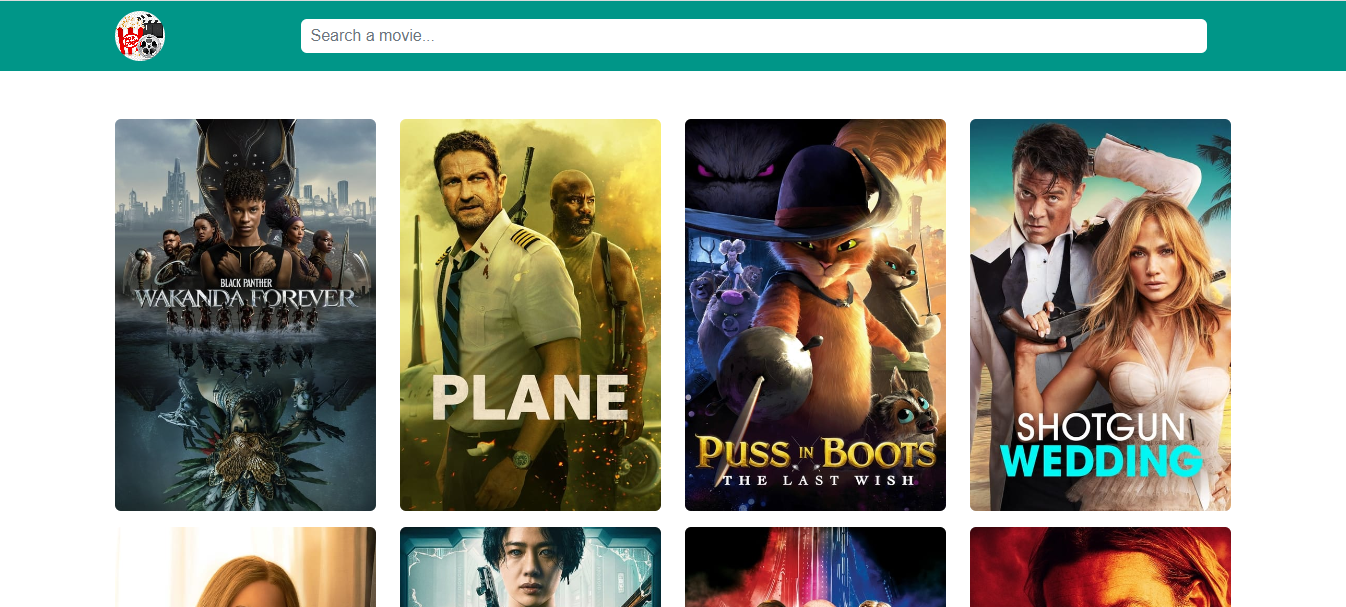 Search a movie...
BLACK PANTHER
WAKANDA FOREVER
PLANE
PUSS IN BOOTS
THE LAST WISH
SHOTGUN
WEDDING